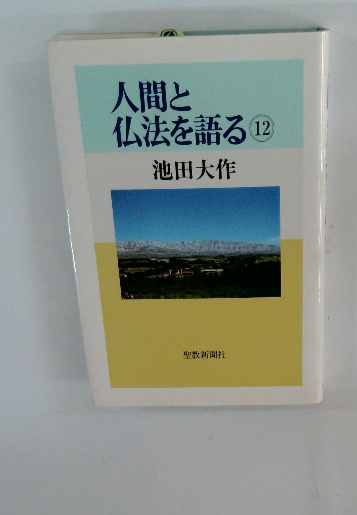 人間と
仏法を語る⑫
池田大作
聖教新聞社